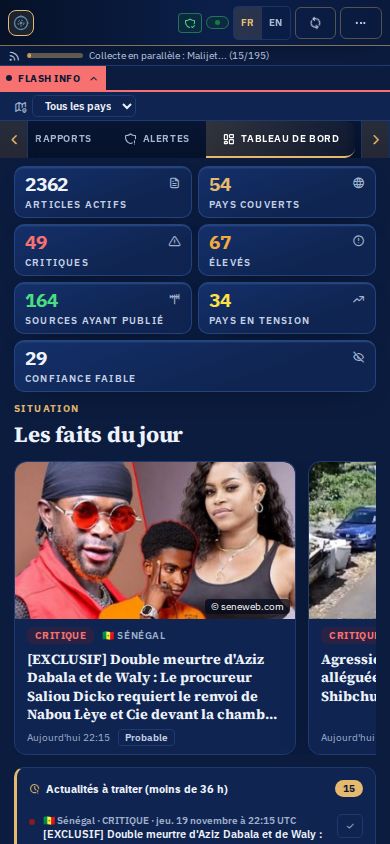 FR
EN
Collecte en parallèle : Malijet... (15/195)
FLASH INFO
Tous les pays
RAPPORTS
ALERTES
TABLEAU DE BORD
2362
ARTICLES ACTIFS
54
PAYS COUVERTS
49
CRITIQUES
67
ÉLEVÉS
164
SOURCES AYANT PUBLIÉ
34
PAYS EN TENSION
29
CONFIANCE FAIBLE
SITUATION
Les faits du jour
© seneweb.com
CRITIQUE
SÉNÉGAL
[EXCLUSIF] Double meurtre d'Aziz
Dabala et de Waly : Le procureur
Saliou Dicko requiert le renvoi de
Nabou Lèye et Cie devant la chamb...
Aujourd'hui 22:15
Probable
CRITIQU
Agressio
alléguée
Shibchu
Aujourd'hui
Actualités à traiter (moins de 36 h)
15
Sénégal · CRITIQUE · jeu. 19 novembre à 22:15 UTC
[EXCLUSIF] Double meurtre d'Aziz Dabala et de Waly :